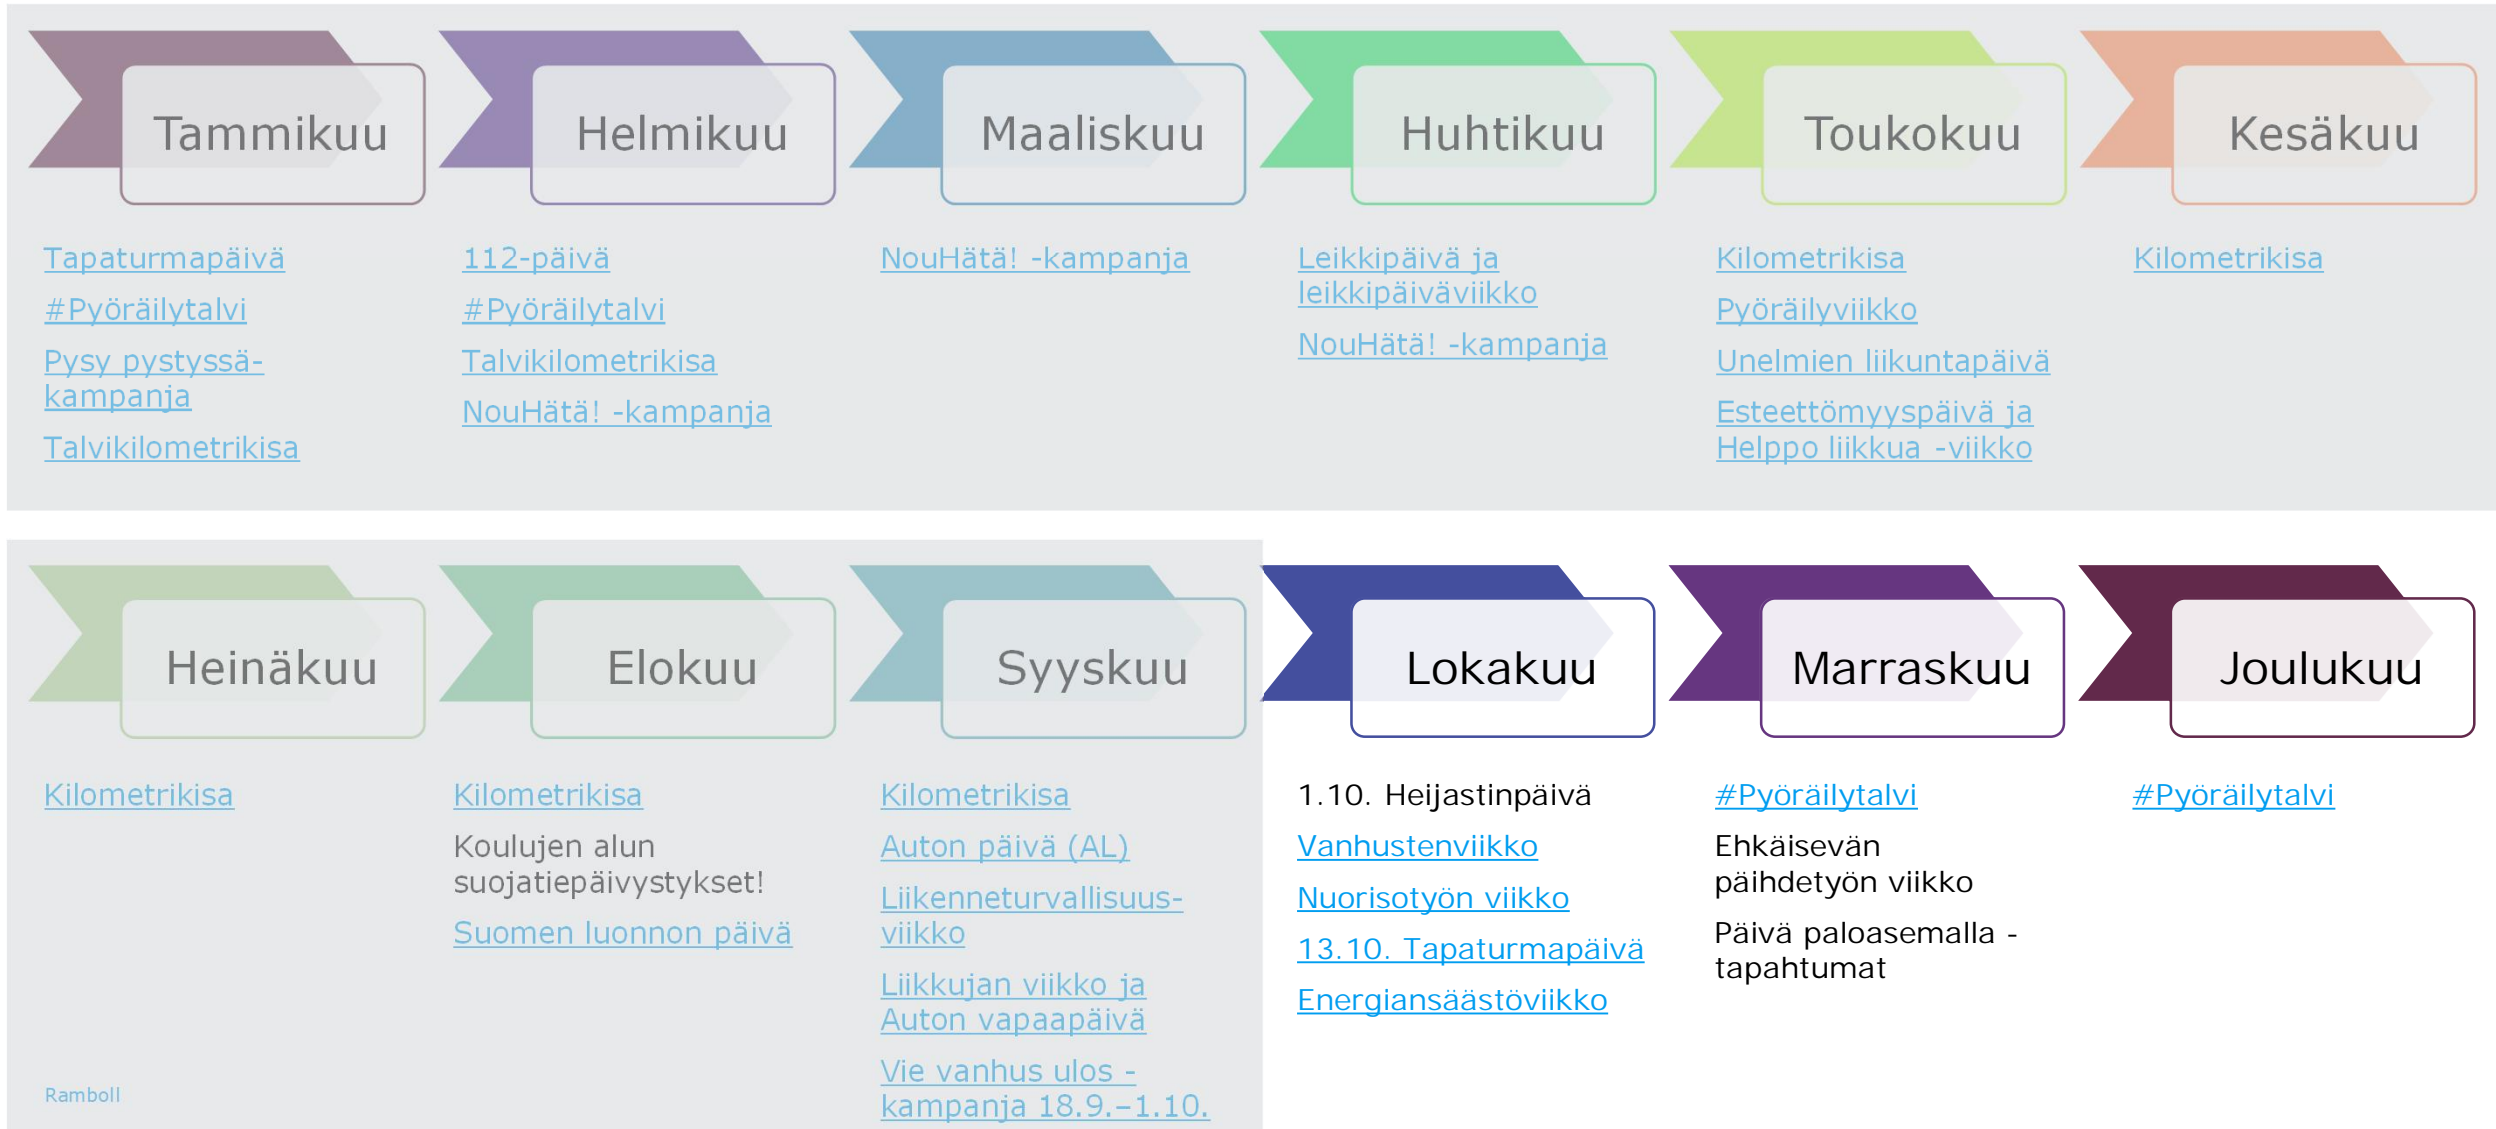 Tammikuu
Helmikuu
Maaliskuu
Huhtikuu
Toukokuu
Kesäkuu
Tapaturmapäivä
#Pyöräilytalvi
Pysy pystyssä-
kampanja
Talvikilometrikisa
112-päivä
#Pyöräilytalvi
Talvikilometrikisa
NouHätä! -kampanja
NouHätä! -kampanja
Leikkipäivä ja
leikkipäiväviikko
NouHätä! -kampanja
Kilometrikisa
Pyöräilyviikko
Unelmien liikuntapäivä
Esteettömyyspäivä ja
Helppo liikkua -viikko
Kilometrikisa
Heinäkuu
Elokuu
Syyskuu
Lokakuu
Marraskuu
Joulukuu
Kilometrikisa
Kilometrikisa
Koulujen alun
suojatiepäivystykset!
Suomen luonnon päivä
Kilometrikisa
Auton päivä (AL)
Liikenneturvallisuus-
viikko
Liikkujan viikko ja
Auton vapaapäivä
Vie vanhus ulos -
kampanja 18.9.–1.10.
1.10. Heijastinpäivä
Vanhustenviikko
Nuorisotyön viikko
13.10. Tapaturmapäivä
Energiansäästöviikko
#Pyöräilytalvi
Ehkäisevän
päihdetyön viikko
Päivä paloasemalla -
tapahtumat
#Pyöräilytalvi
Ramboll